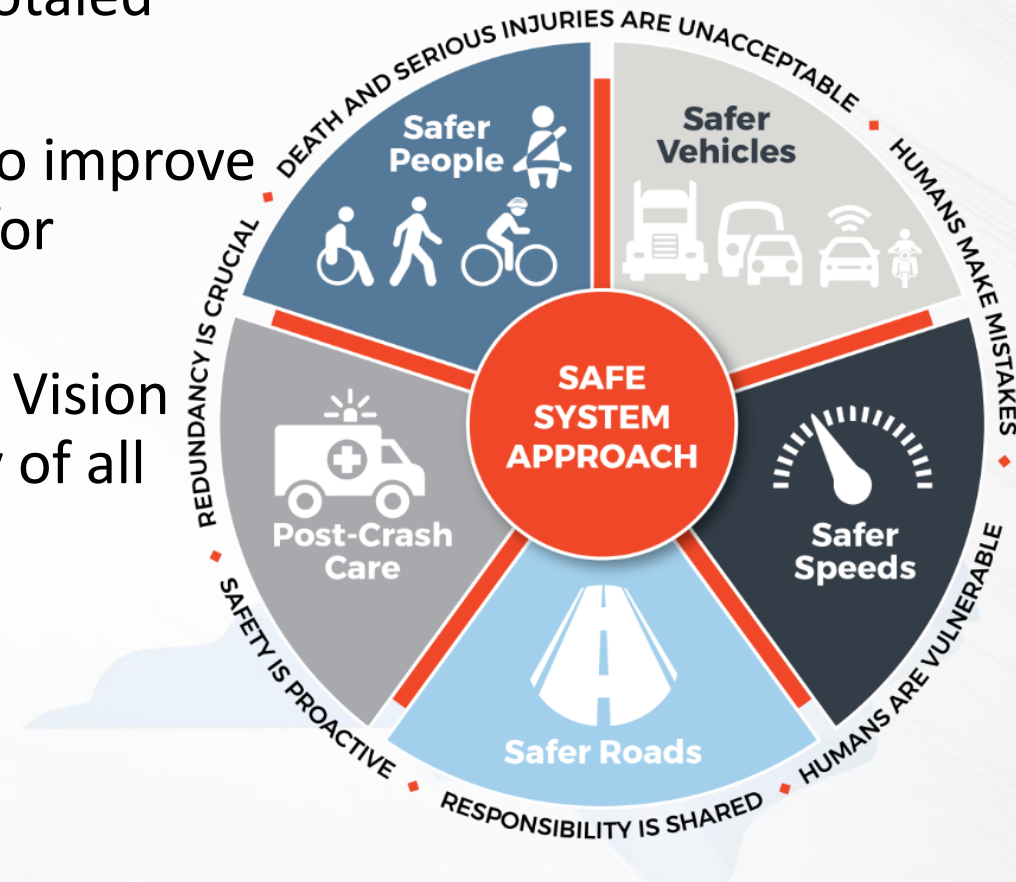 otaled
o improve
for
Vision
of all
DEATH AND SERIOUS INJURIES ARE UNACCEPTABLE
HUMANS MAKE MISTAKES
HUMANS ARE VULNERABLE
RESPONSIBILITY IS SHARED
SAFETY IS PROACTIVE
REDUNDANCY IS CRUCIAL
Safer
People
Safer
Vehicles
SAFE
SYSTEM
APPROACH
Safer
Speeds
Safer Roads
Post-Crash
Care